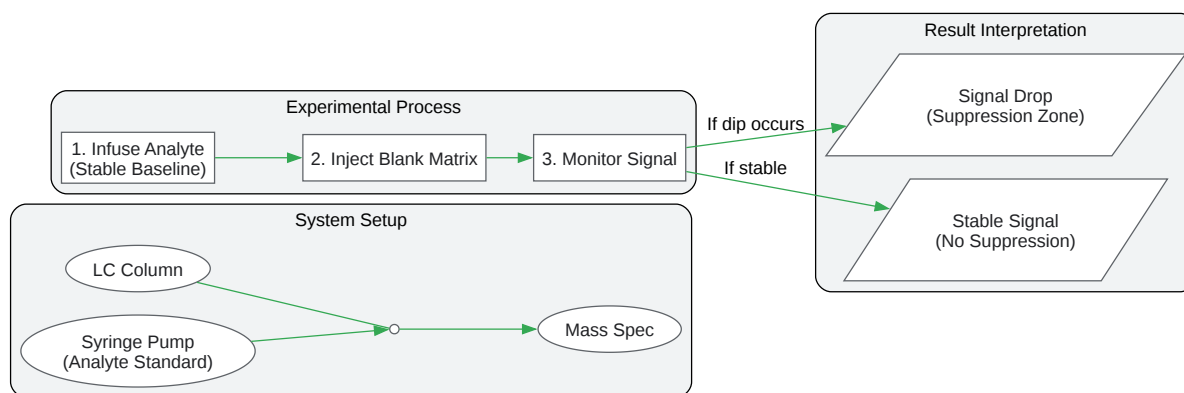 Result Interpretation
Signal Drop
(Suppression Zone)
Experimental Process
If dip occurs
1. Infuse Analyte
(Stable Baseline)
2. Inject Blank Matrix
3. Monitor Signal
If stable
Stable Signal
(No Suppression)
System Setup
LC Column
Syringe Pump
(Analyte Standard)
Mass Spec